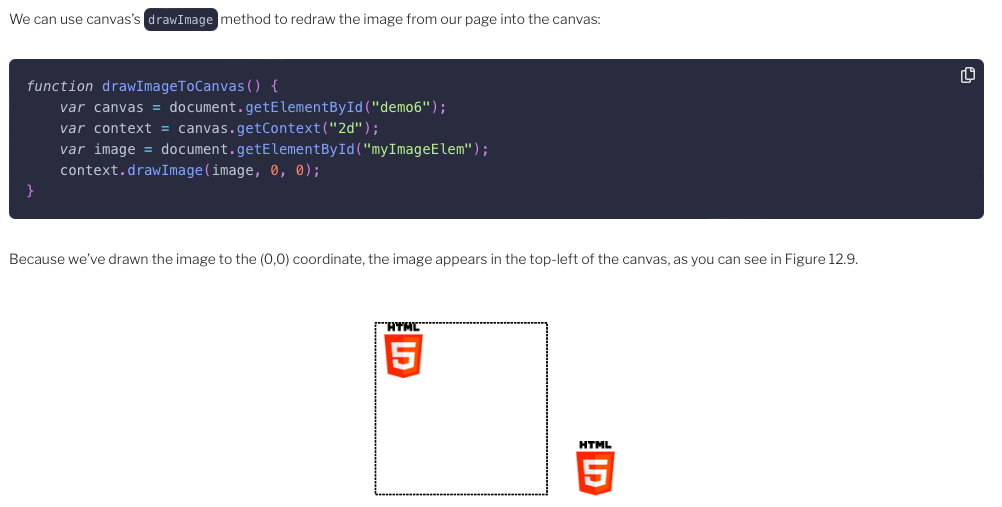 We can use canvas’s drawImage method to redraw the image from our page into the canvas:
function drawImageToCanvas() {
    var canvas = document.getElementById("demo6");
    var context = canvas.getContext("2d");
    var image = document.getElementById("myImageElem");
    context.drawImage(image, 0, 0);
}
Because we’ve drawn the image to the (0,0) coordinate, the image appears in the top-left of the canvas, as you can see in Figure 12.9.
HTML
5
HTML
5